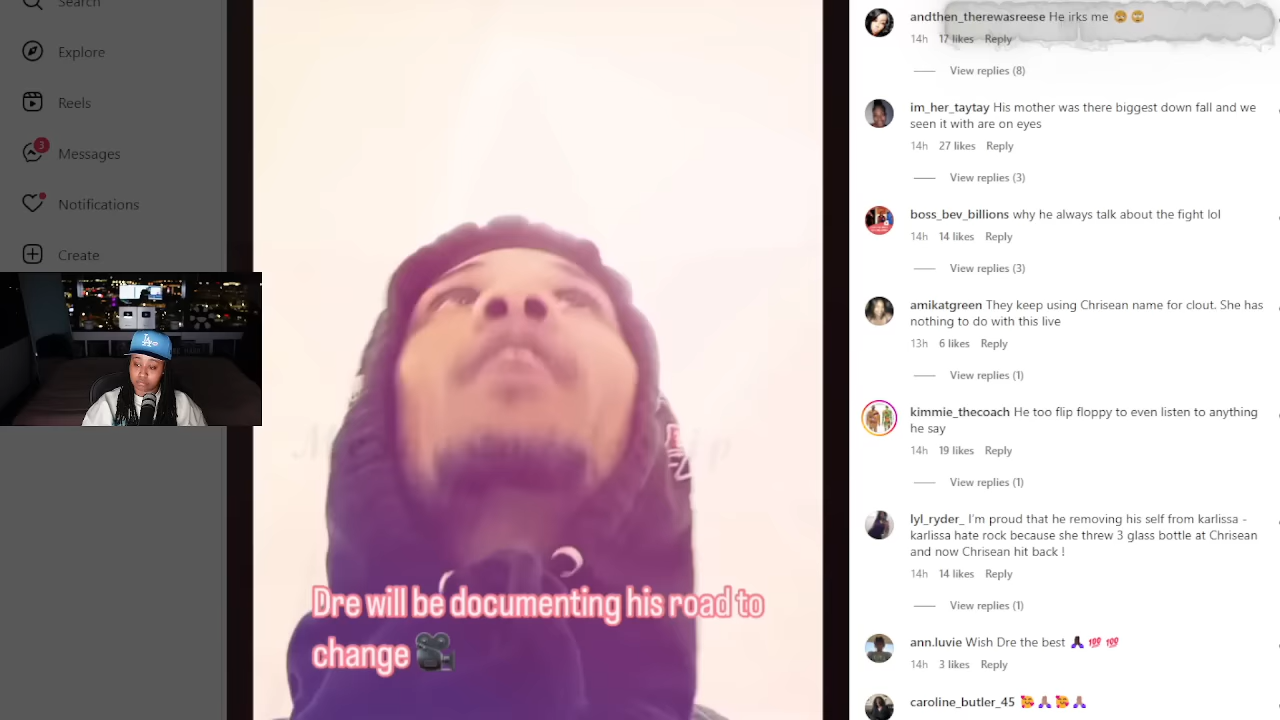 Search
Explore
Reels
3
Messages
Notifications
Create
LA
Dre will be documenting his road to
change
andthen_therewasreese He irks me
14h 17 likes Reply
View replies (8)
im_her_taytay His mother was there biggest down fall and we
seen it with are on eyes
14h 27 likes Reply
View replies (3)
boss_bev_billions why he always talk about the fight lol
14h 14 likes Reply
View replies (3)
amikatgreen They keep using Chrisean name for clout. She has
nothing to do with this live
13h 6 likes Reply
View replies (1)
kimmie_thecoach He too flip floppy to even listen to anything
he say
14h 19 likes Reply
View replies (1)
lyl_ryder_ I'm proud that he removing his self from karlissa -
karlissa hate rock because she threw 3 glass bottle at Chrisean
and now Chrisean hit back !
14h 14 likes Reply
View replies (1)
ann.luvie Wish Dre the best 💯 💯
14h 3 likes Reply
caroline_butler_45